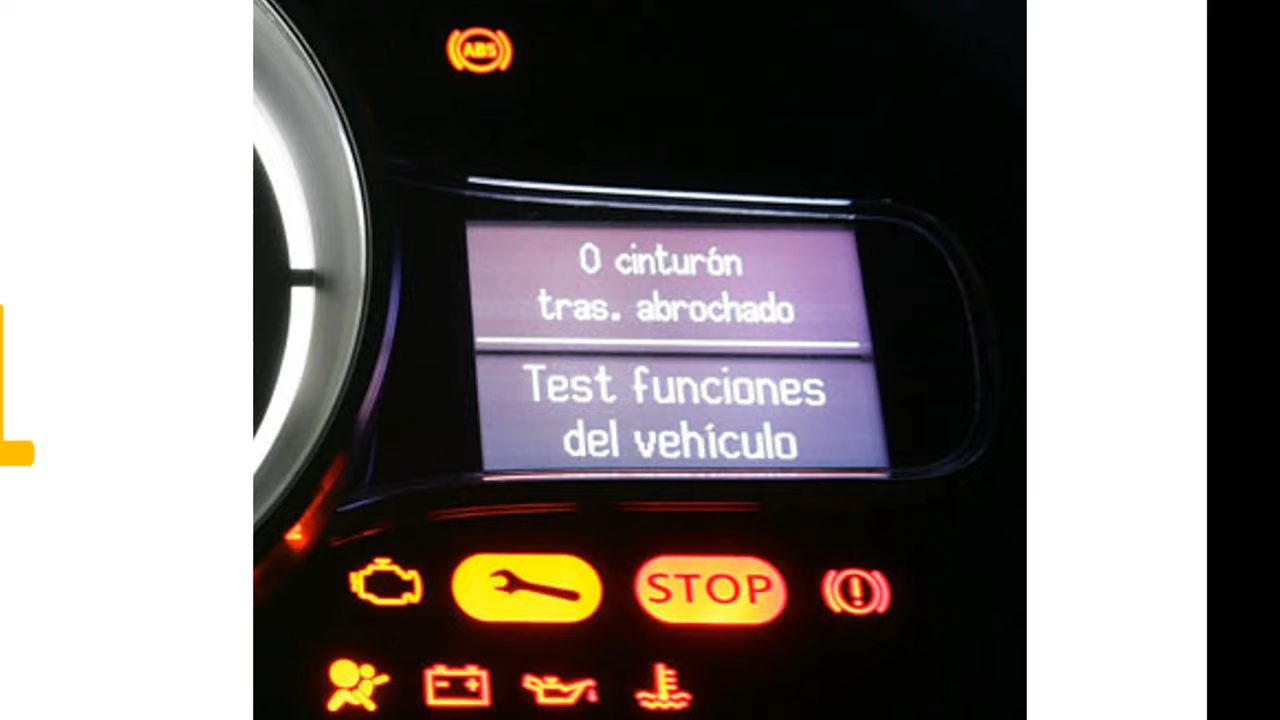 ABS
0 cinturón
tras. abrochado
Test funciones
del vehículo
STOP